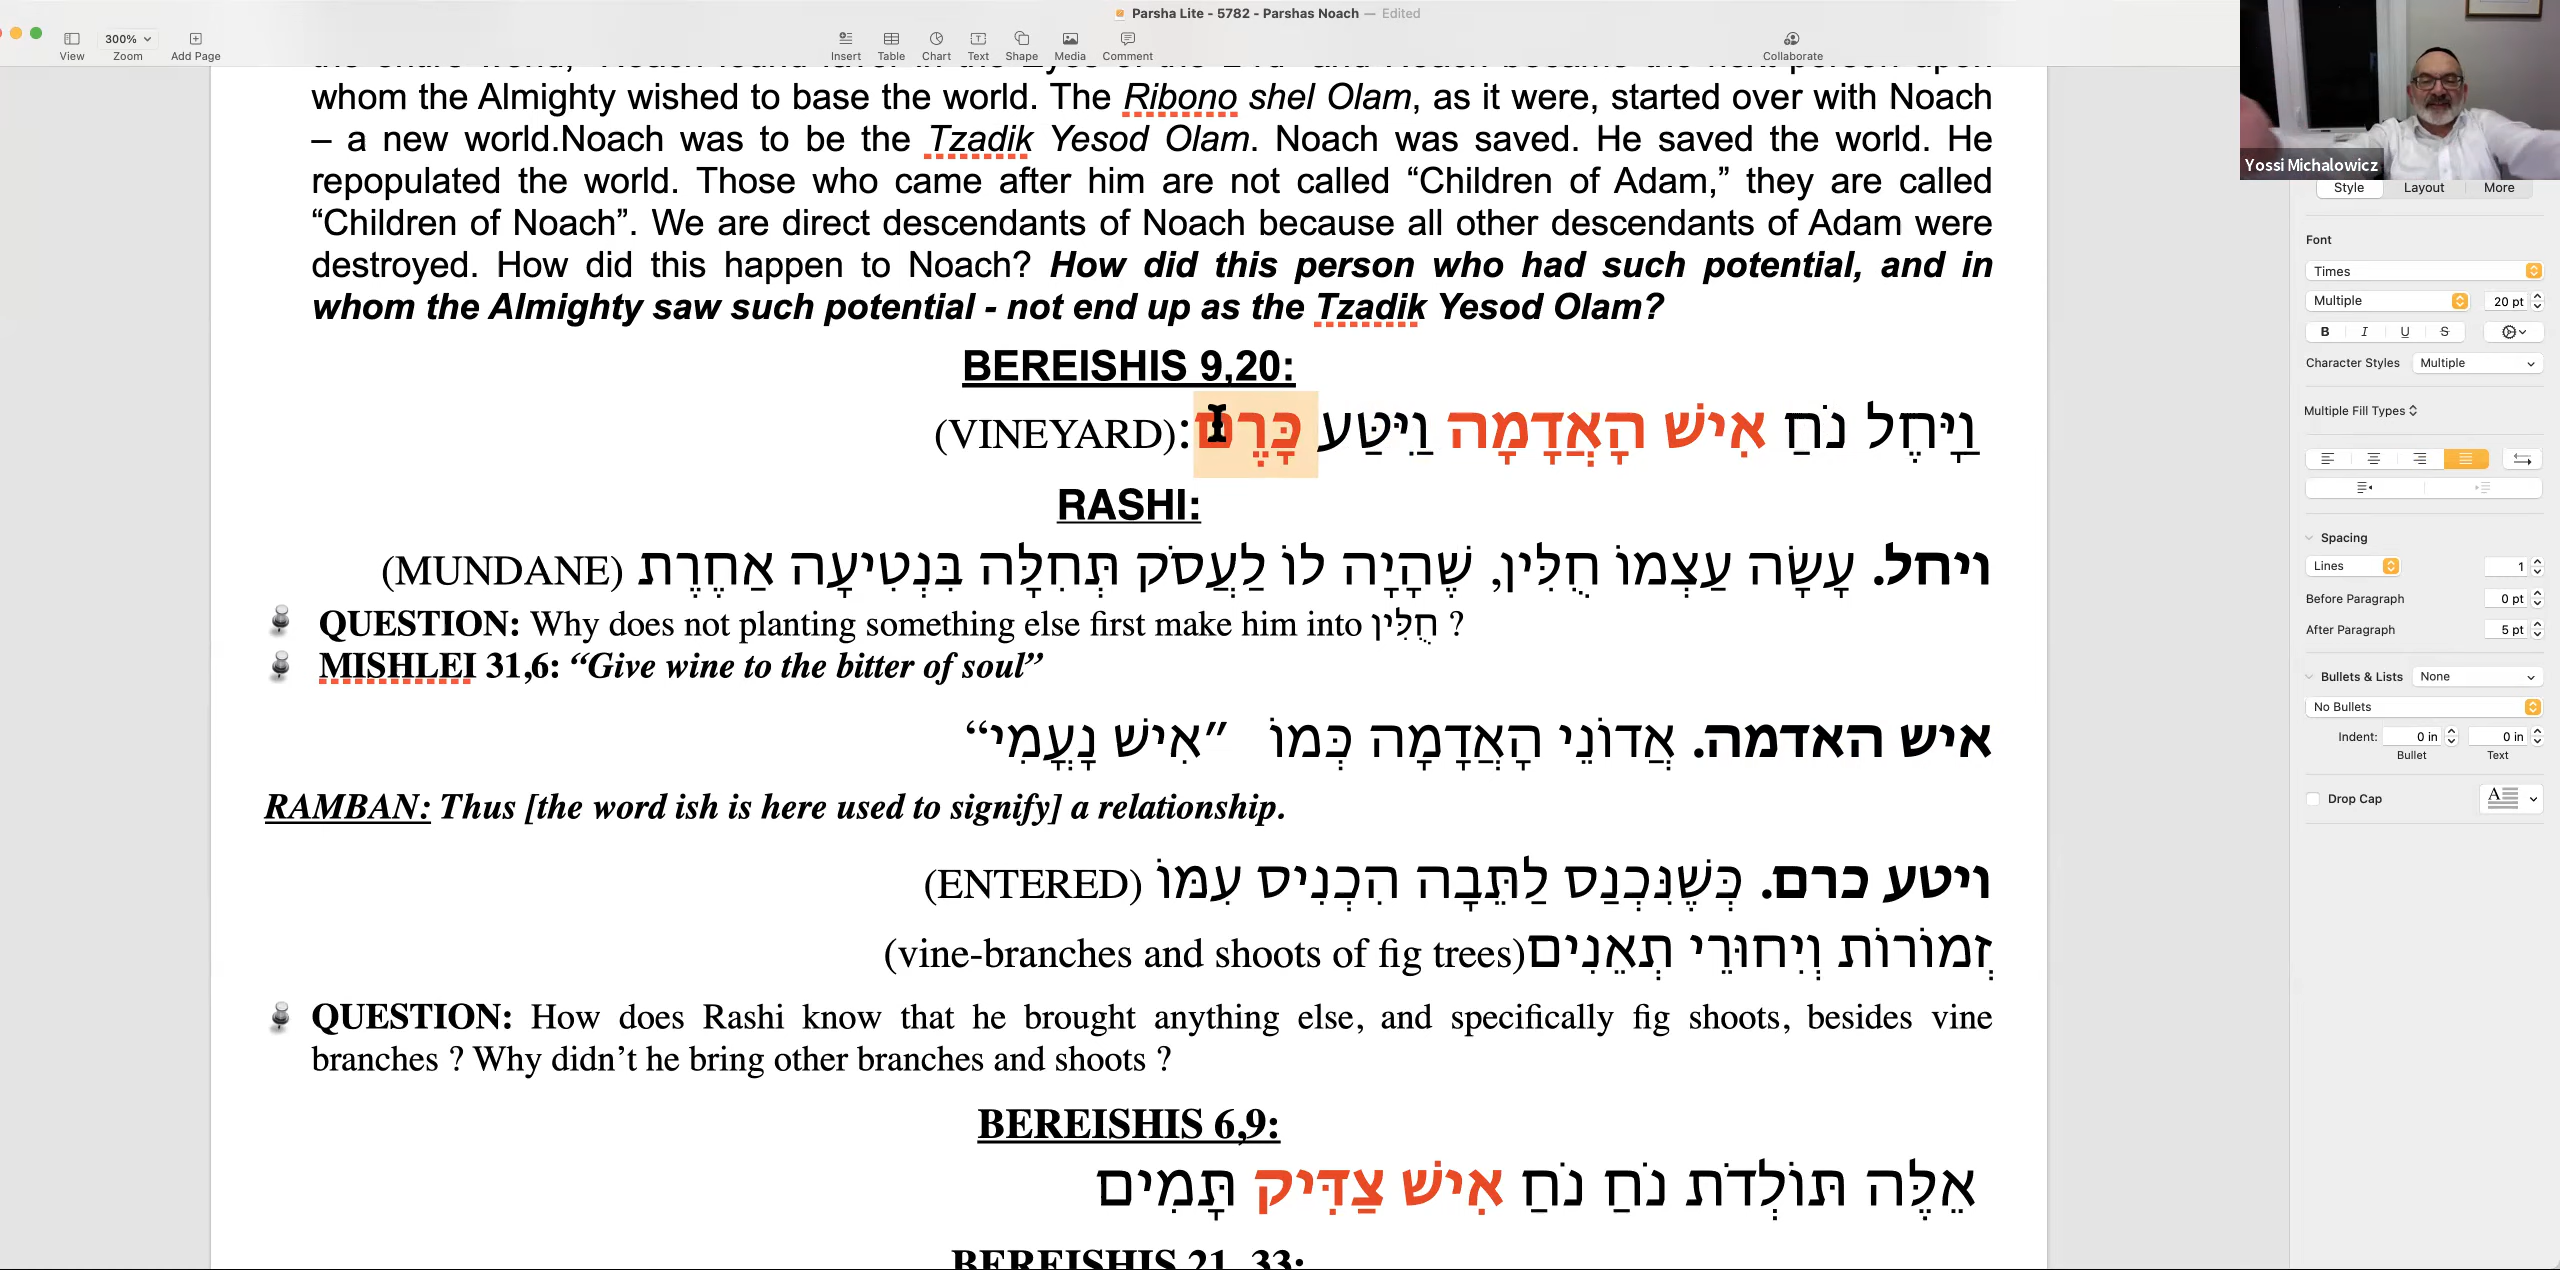 Parsha Lite - 5782 - Parshas Noach — Edited
View
300%
Zoom
Add Page
Insert
Table
Chart
Text
Shape
Media
Comment
Collaborate
whom the Almighty wished to base the world. The Ribono shel Olam, as it were, started over with Noach
– a new world.Noach was to be the Tzadik Yesod Olam. Noach was saved. He saved the world. He
repopulated the world. Those who came after him are not called “Children of Adam,” they are called
“Children of Noach”. We are direct descendants of Noach because all other descendants of Adam were
destroyed. How did this happen to Noach? How did this person who had such potential, and in
whom the Almighty saw such potential - not end up as the Tzadik Yesod Olam?
BEREISHIS 9,20:
וַיָּחֶל נֹחַ אִישׁ הָאֲדָמָה וַיִּטַּע כָּרֶם:(VINEYARD)
RASHI:
ויחל. עָשָׂה עַצְמוֹ חֻלִּין, שֶׁהָיָה לוֹ לַעֲסֹק תְּחִלָּה בִּנְטִיעָה אַחֶרֶת (MUNDANE)
QUESTION: Why does not planting something else first make him into חֻלִּין ?
MISHLEI 31,6: “Give wine to the bitter of soul”
איש האדמה. אֲדוֹנֵי הָאֲדָמָה כְּמוֹ ”אִישׁ נָעֳמִי“
RAMBAN: Thus [the word ish is here used to signify] a relationship.
ויטע כרם. כְּשֶׁנִּכְנַס לַתֵּבָה הִכְנִיס עִמּוֹ (ENTERED)
זְמוֹרוֹת וְיִחוּרֵי תְאֵנִים(vine-branches and shoots of fig trees)
QUESTION: How does Rashi know that he brought anything else, and specifically fig shoots, besides vine
branches ? Why didn’t he bring other branches and shoots ?
BEREISHIS 6,9:
אֵלֶּה תּוֹלְדֹת נֹחַ נֹחַ אִישׁ צַדִּיק תָּמִים
BEREISHIS 21, 33:
Yossi Michalowicz
Style
Layout
More
Font
Times
Multiple
20 pt
B I U S
Character Styles
Multiple
Multiple Fill Types
Spacing
Lines
1
Before Paragraph
0 pt
After Paragraph
5 pt
Bullets & Lists
None
No Bullets
Indent:
0 in
0 in
Bullet
Text
Drop Cap
A